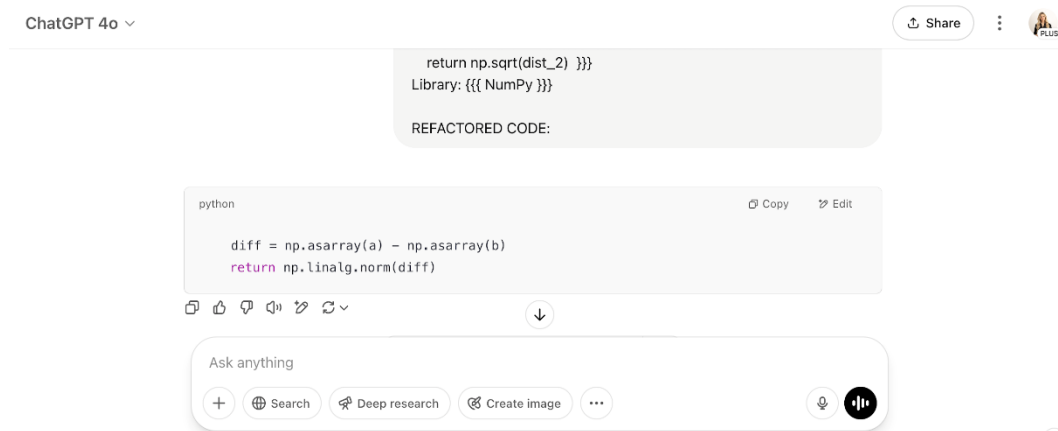 ChatGPT 4o
Share
PLUS
return np.sqrt(dist_2) }}}
Library: {{{ NumPy }}}
REFACTORED CODE:
python
Copy
Edit
diff = np.asarray(a) - np.asarray(b)
return np.linalg.norm(diff)
Ask anything
Search
Deep research
Create image